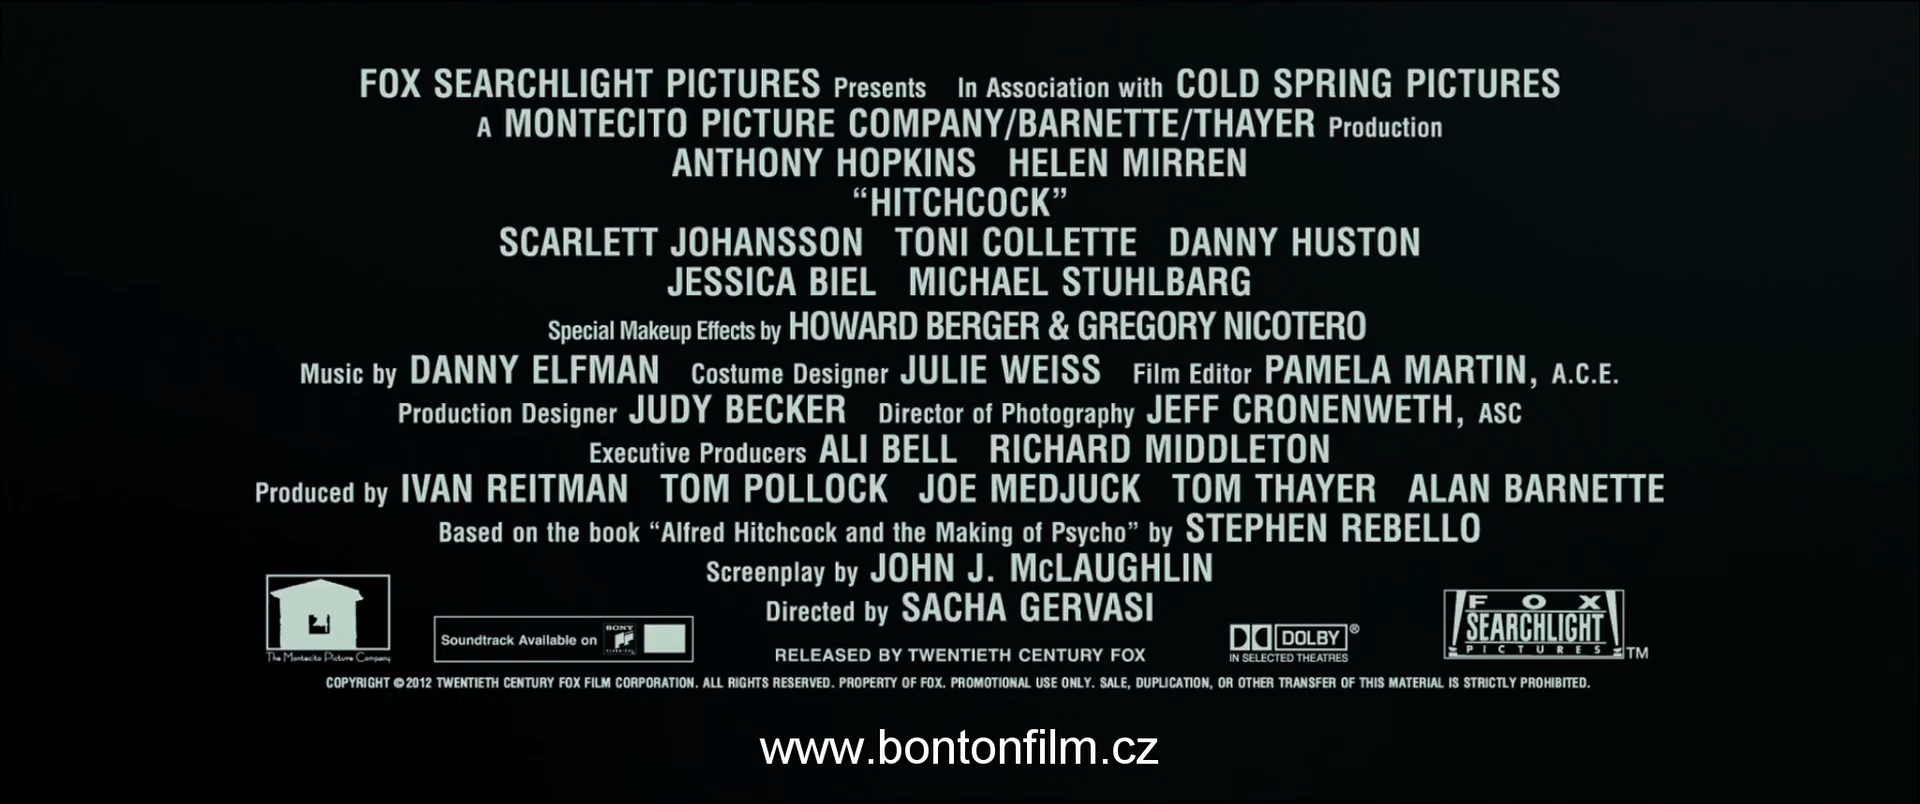 FOX SEARCHLIGHT PICTURES Presents In Association with COLD SPRING PICTURES
A MONTECITO PICTURE COMPANY/BARNETTE/THAYER Production
ANTHONY HOPKINS HELEN MIRREN
“HITCHCOCK”
SCARLETT JOHANSSON TONI COLLETTE DANNY HUSTON
JESSICA BIEL MICHAEL STUHLBARG
Special Makeup Effects by HOWARD BERGER & GREGORY NICOTERO
Music by DANNY ELFMAN Costume Designer JULIE WEISS Film Editor PAMELA MARTIN, A.C.E.
Production Designer JUDY BECKER Director of Photography JEFF CRONENWETH, ASC
Executive Producers ALI BELL RICHARD MIDDLETON
Produced by IVAN REITMAN TOM POLLOCK JOE MEDJUCK TOM THAYER ALAN BARNETTE
Based on the book “Alfred Hitchcock and the Making of Psycho” by STEPHEN REBELLO
Screenplay by JOHN J. McLAUGHLIN
Directed by SACHA GERVASI
The Montecito Picture Company
Soundtrack Available on SONY
RELEASED BY TWENTIETH CENTURY FOX
DOLBY®
IN SELECTED THEATRES
FOX
SEARCHLIGHT
PICTURES TM
COPYRIGHT ©2012 TWENTIETH CENTURY FOX FILM CORPORATION. ALL RIGHTS RESERVED. PROPERTY OF FOX. PROMOTIONAL USE ONLY. SALE, DUPLICATION, OR OTHER TRANSFER OF THIS MATERIAL IS STRICTLY PROHIBITED.
www.bontonfilm.cz